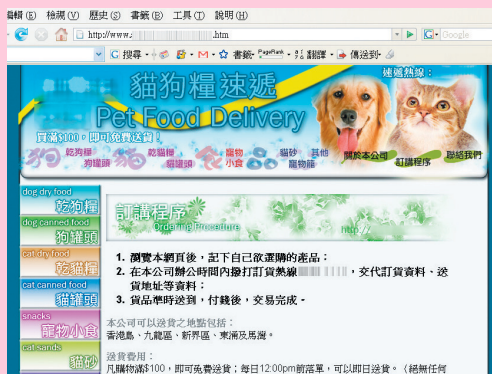 編輯(E) 檢視(V) 歷史(S) 書籤(B) 工具(T) 說明(H)
http://www. .htm
Google
G 搜尋 書籤 PageRank 翻譯 傳送到
貓狗糧速遞
速遞熱線：
Pet Food Delivery
買滿$100，即可免費送貨！
狗 乾狗糧 狗罐頭 貓 乾貓糧 貓罐頭 食 寵物小食 品 貓砂 其他 寵物籠 關於本公司 訂購程序 聯絡我們
dog dry food
乾狗糧
dog canned food
狗罐頭
cat dry food
乾貓糧
cat canned food
貓罐頭
snacks
寵物小食
cat sands
貓砂
訂購程序
Ordering Procedure
http://
1. 瀏覽本網頁後，記下自己欲選購的產品；
2. 在本公司辦公時間內撥打訂貨熱線 ，交代訂貨資料、送
貨地址等資料；
3. 貨品準時送到，付錢後，交易完成。
本公司可以送貨之地點包括：
香港島、九龍區、新界區、東涌及馬灣。
送貨費用：
凡購物滿$100，即可免費送貨；每日12:00pm前落單，可以即日送貨。（絕無任何